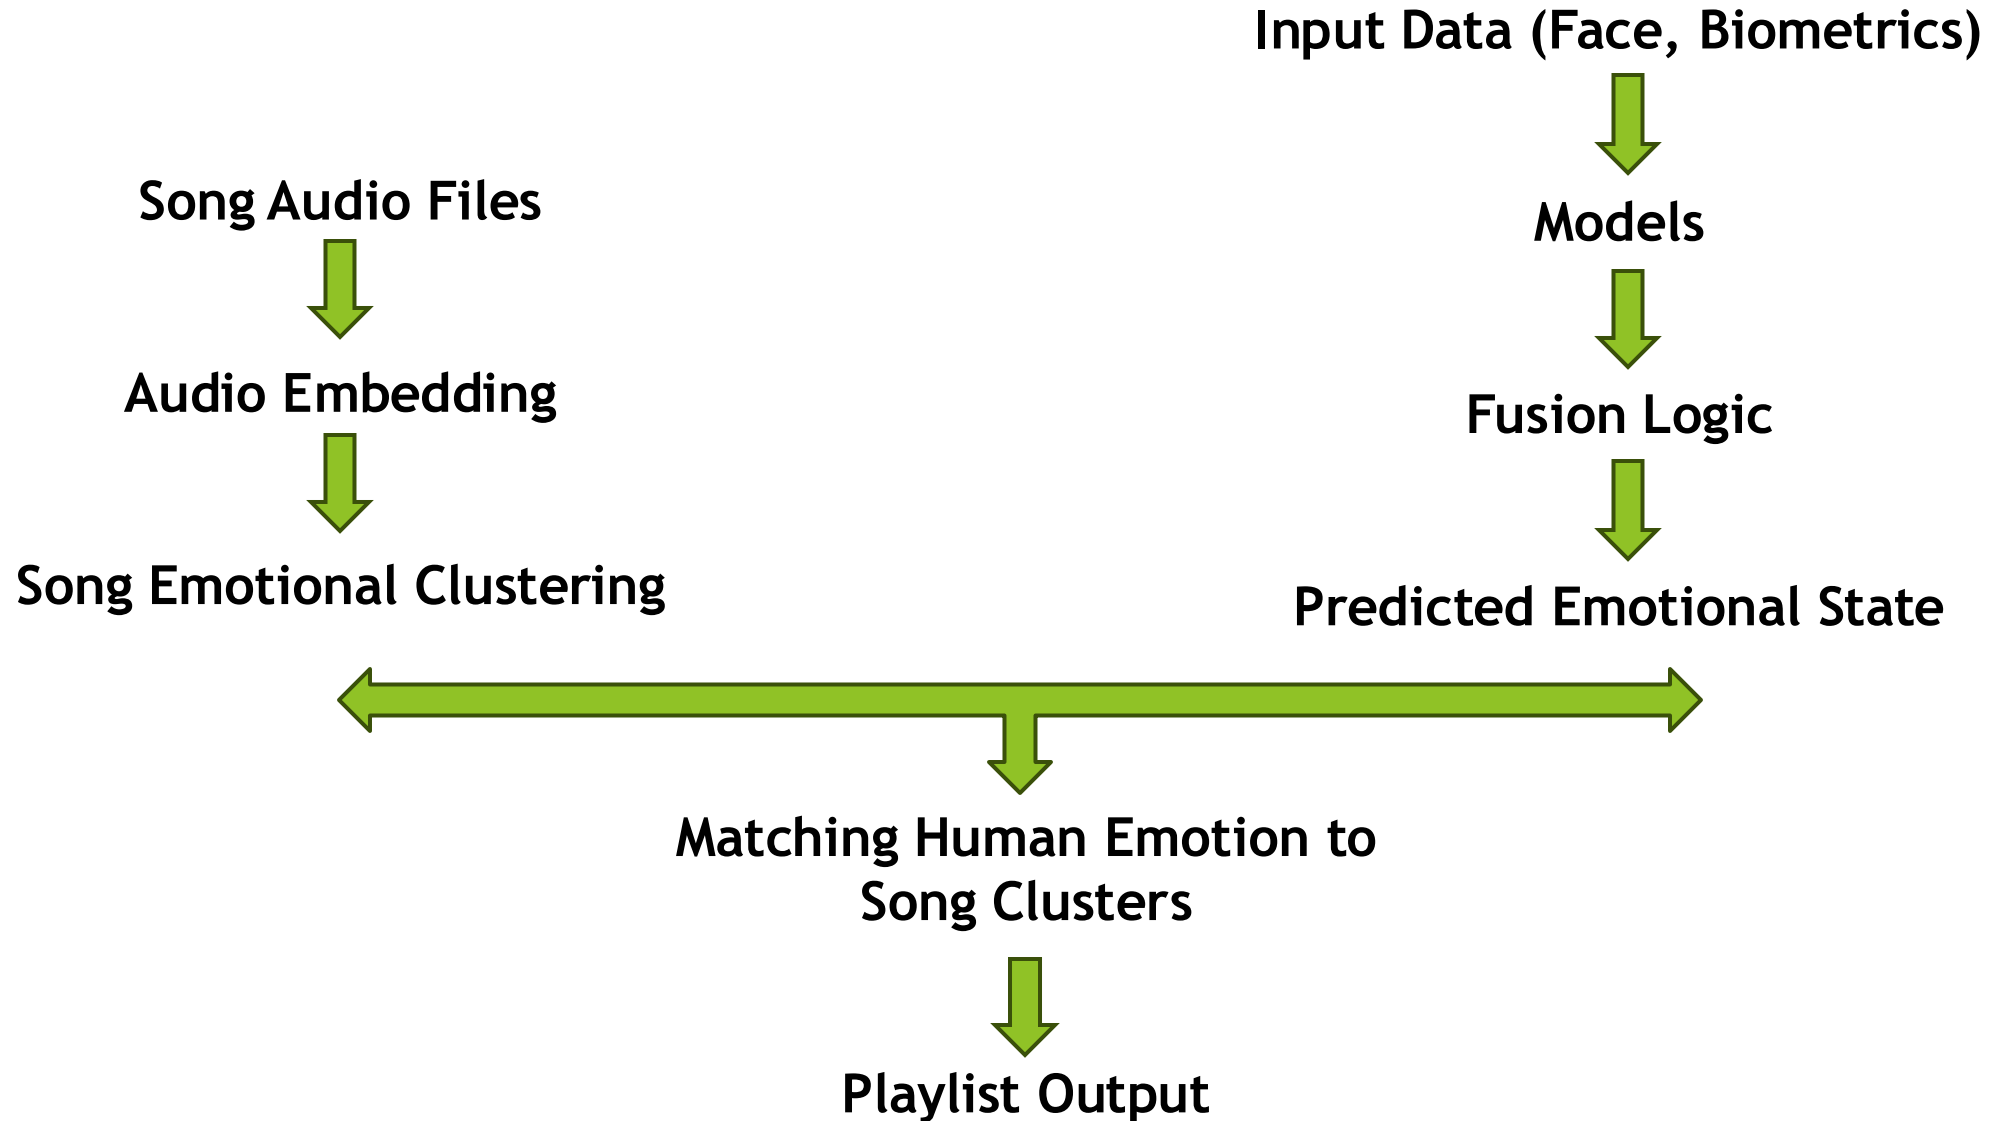 Input Data (Face, Biometrics)
Song Audio Files
Models
Audio Embedding
Fusion Logic
Song Emotional Clustering
Predicted Emotional State
Matching Human Emotion to
Song Clusters
Playlist Output